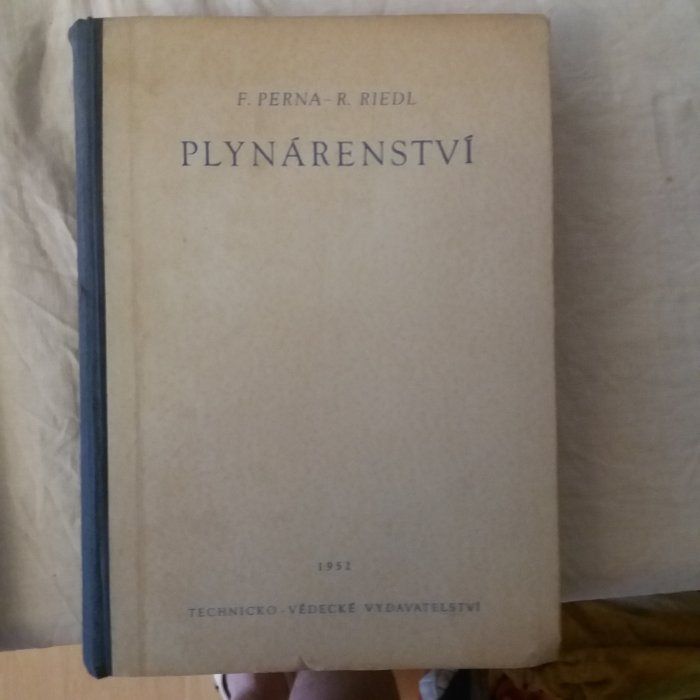 F. PERNA - R. RIEDL
PLYNÁRENSTVÍ
1952
TECHNICKO - VĚDECKÉ VYDAVATELSTVÍ